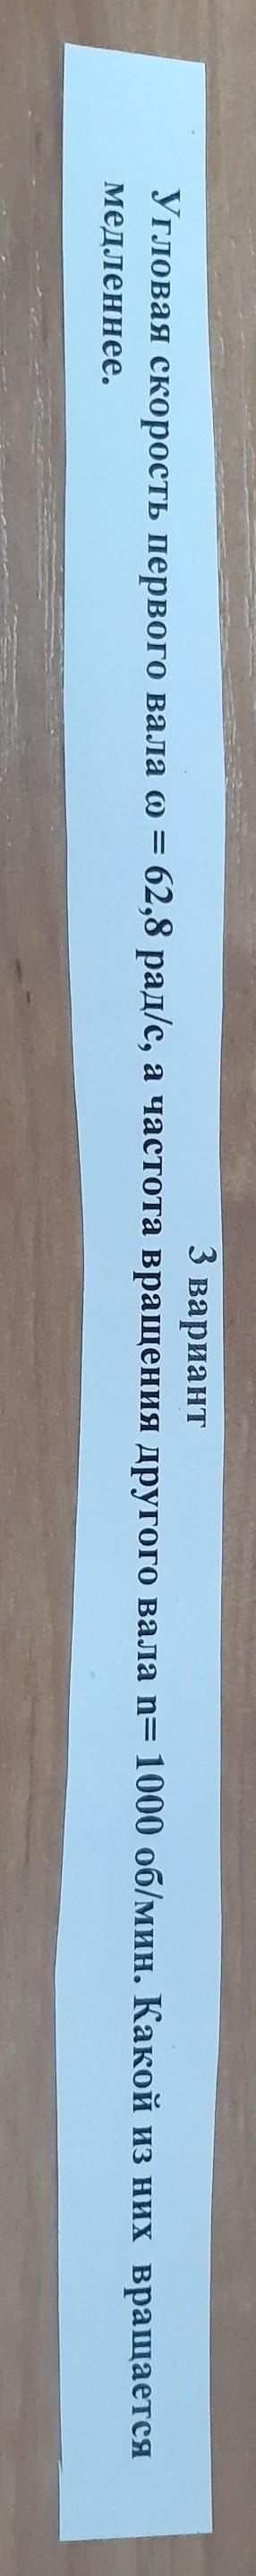 3 вариант
Угловая скорость первого вала ω = 62,8 рад/с, а частота вращения другого вала n= 1000 об/мин. Какой из них вращается
медленнее.